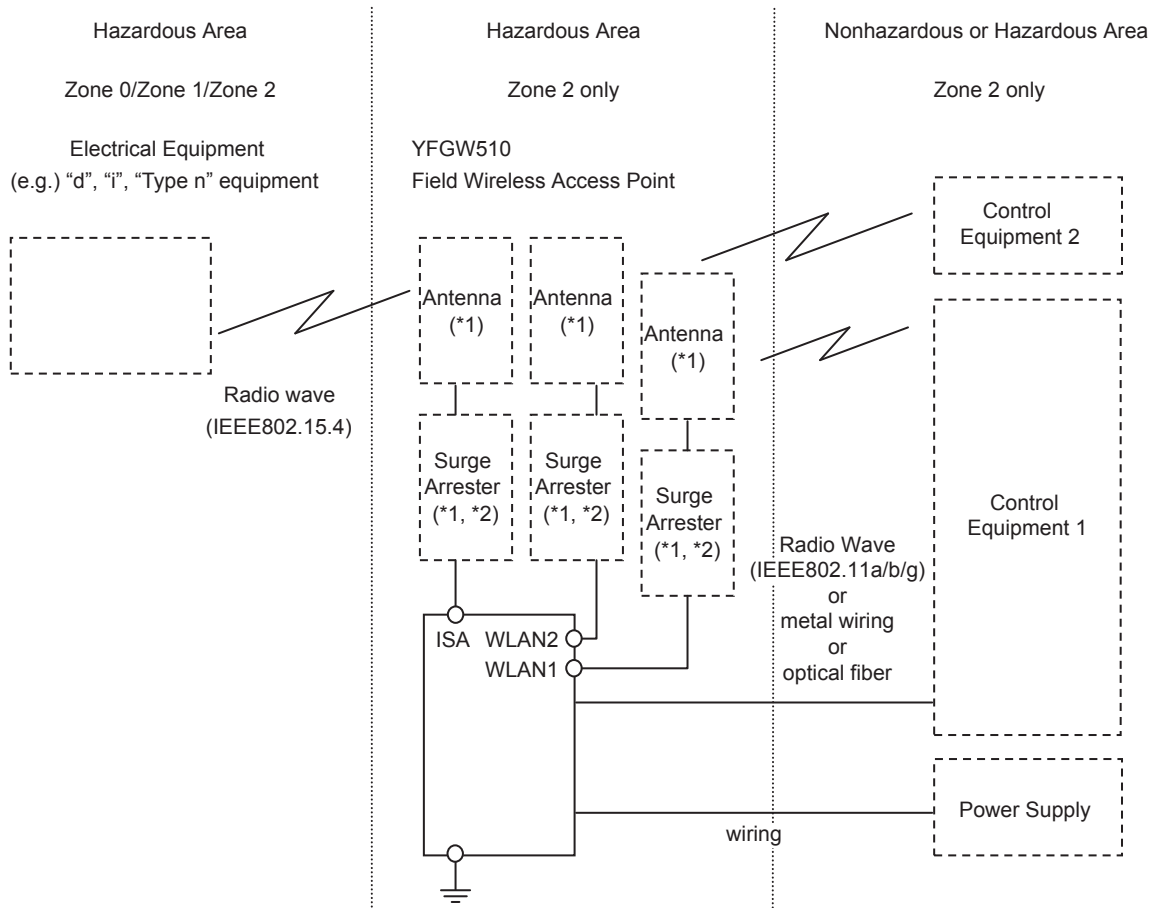 Hazardous Area
Zone 0/Zone 1/Zone 2
Electrical Equipment
(e.g.) “d”, “i”, “Type n” equipment
Radio wave
(IEEE802.15.4)
Hazardous Area
Zone 2 only
YFGW510
Field Wireless Access Point
Antenna
(*1)
Antenna
(*1)
Antenna
(*1)
Surge
Arrester
(*1, *2)
Surge
Arrester
(*1, *2)
Surge
Arrester
(*1, *2)
ISA
WLAN2
WLAN1
Nonhazardous or Hazardous Area
Zone 2 only
Control
Equipment 2
Control
Equipment 1
Radio Wave
(IEEE802.11a/b/g)
or
metal wiring
or
optical fiber
Power Supply
wiring